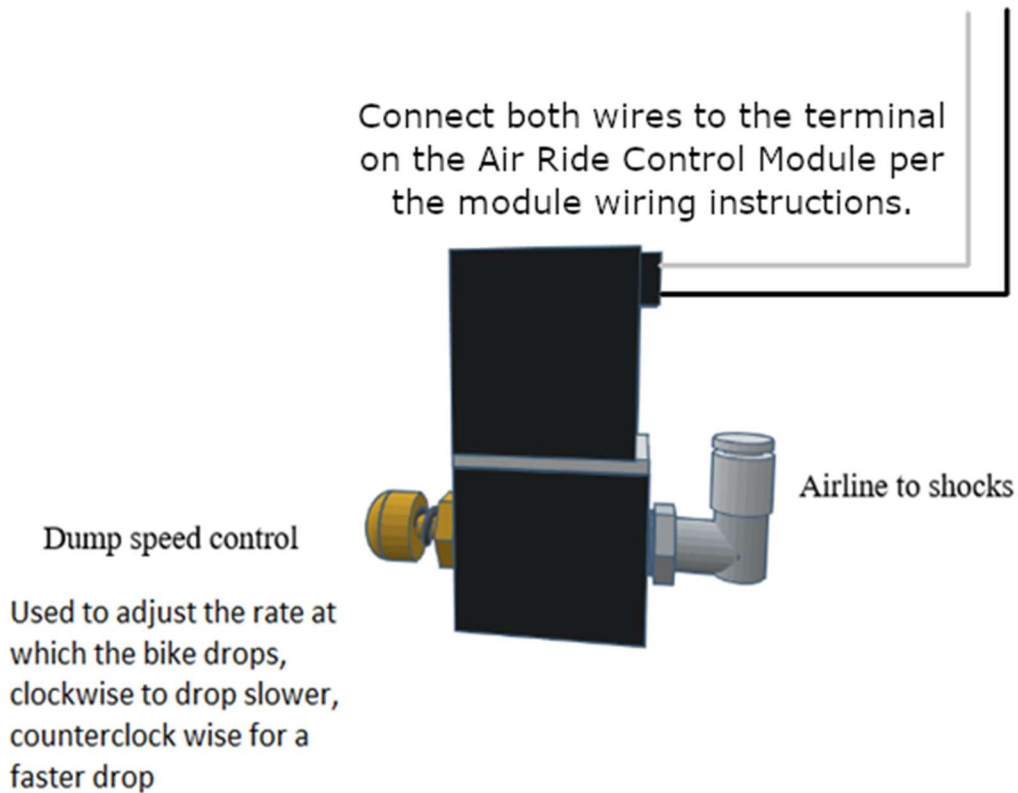 Connect both wires to the terminal
on the Air Ride Control Module per
the module wiring instructions.
Airline to shocks
Dump speed control
Used to adjust the rate at
which the bike drops,
clockwise to drop slower,
counterclock wise for a
faster drop